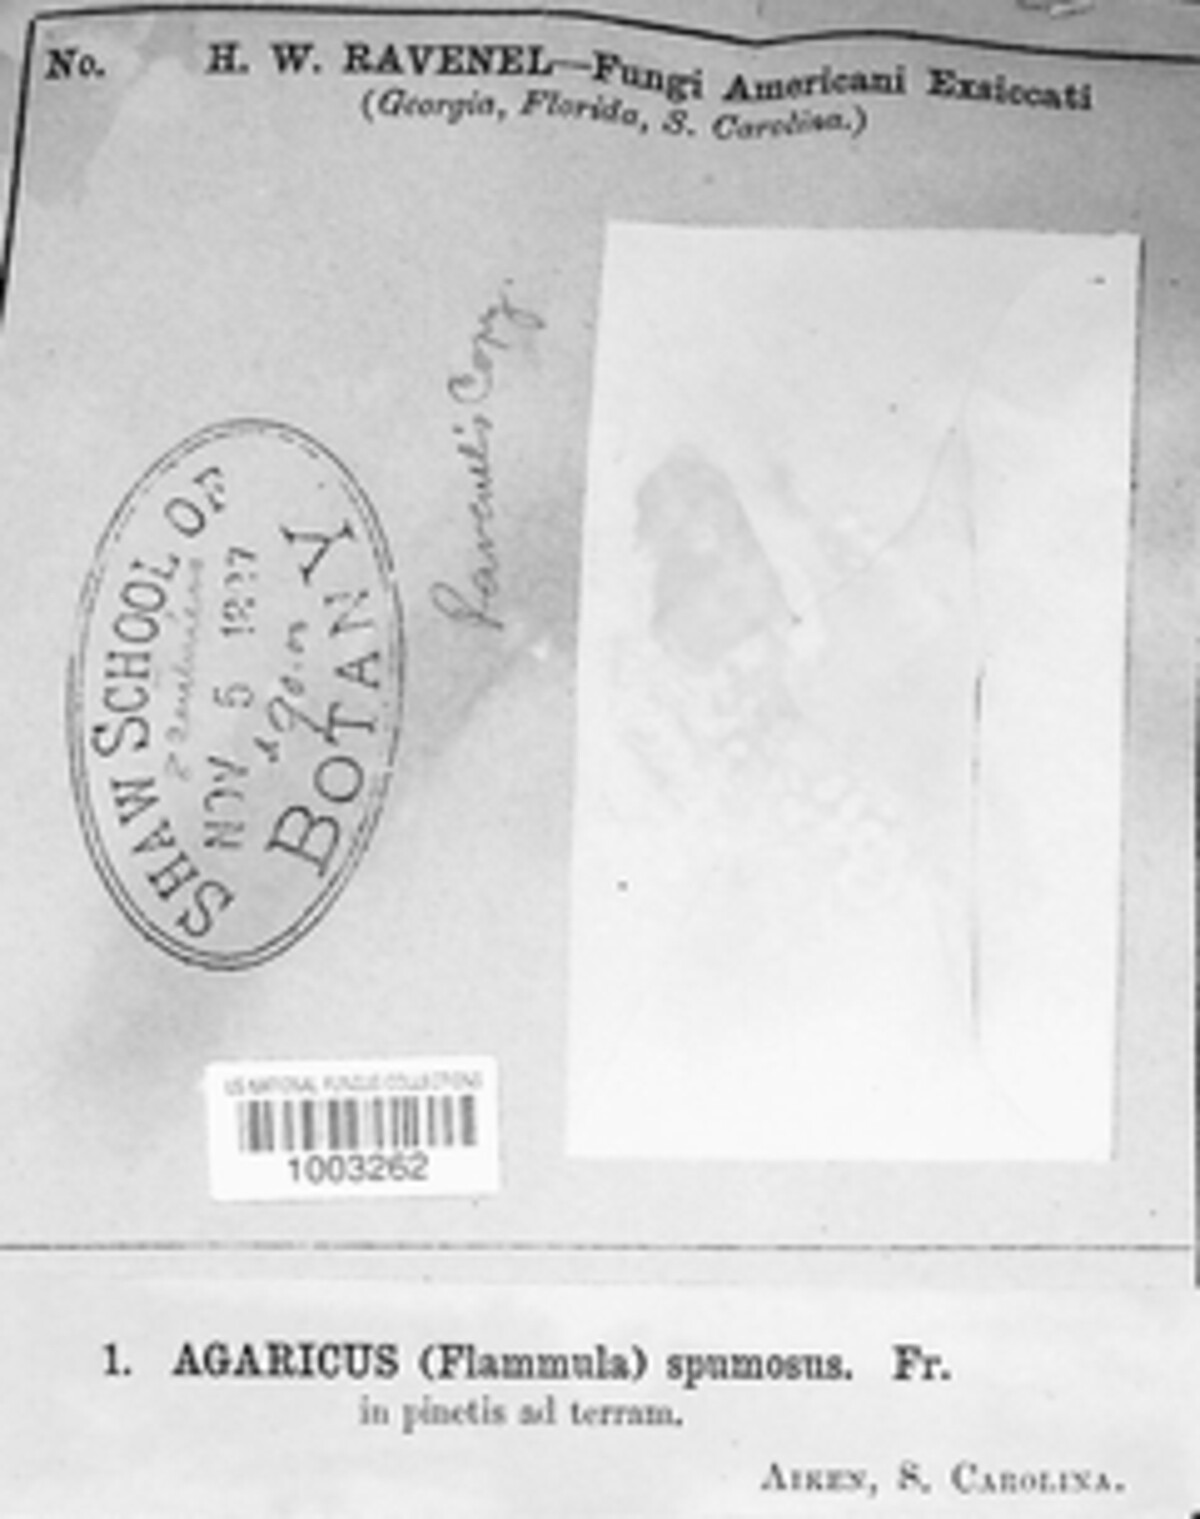 No. H. W. RAVENEL—Fungi Americani Exsiccati
(Georgia, Florida, S. Carolina.)
Ravenel's Copy.
SHAW SCHOOL OF
NOV 5
BOTANY
US NATIONAL FUNGUS COLLECTIONS
1003262
1. AGARICUS (Flammula) spumosus. Fr.
in pinetis ad terram.
AIKEN, S. CAROLINA.